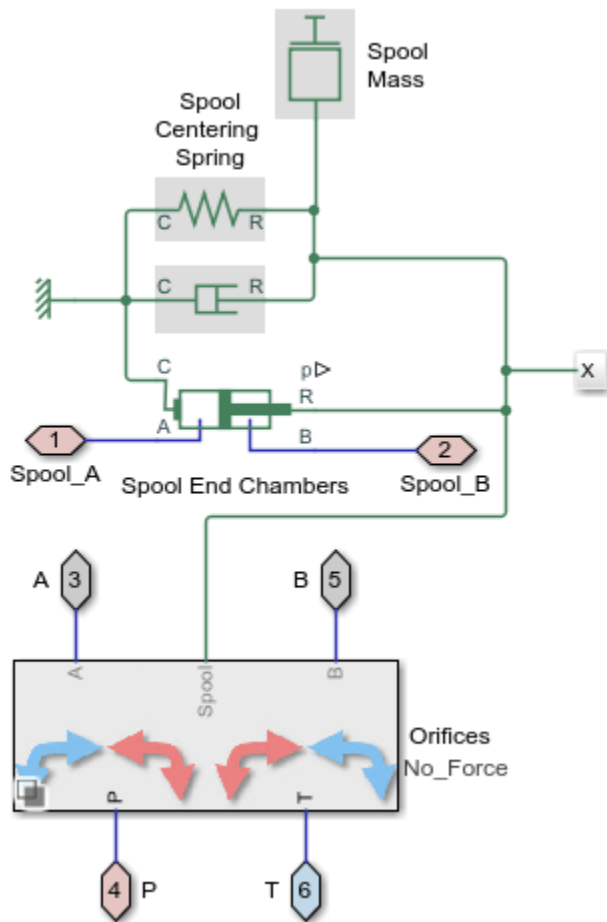 Spool
Mass
Spool
Centering
Spring
C
R
C
R
C
p
R
X
A
B
1
2
Spool_A
Spool_B
Spool End Chambers
A
3
B
5
A
Spool
B
Orifices
No_Force
P
T
4
P
T
6